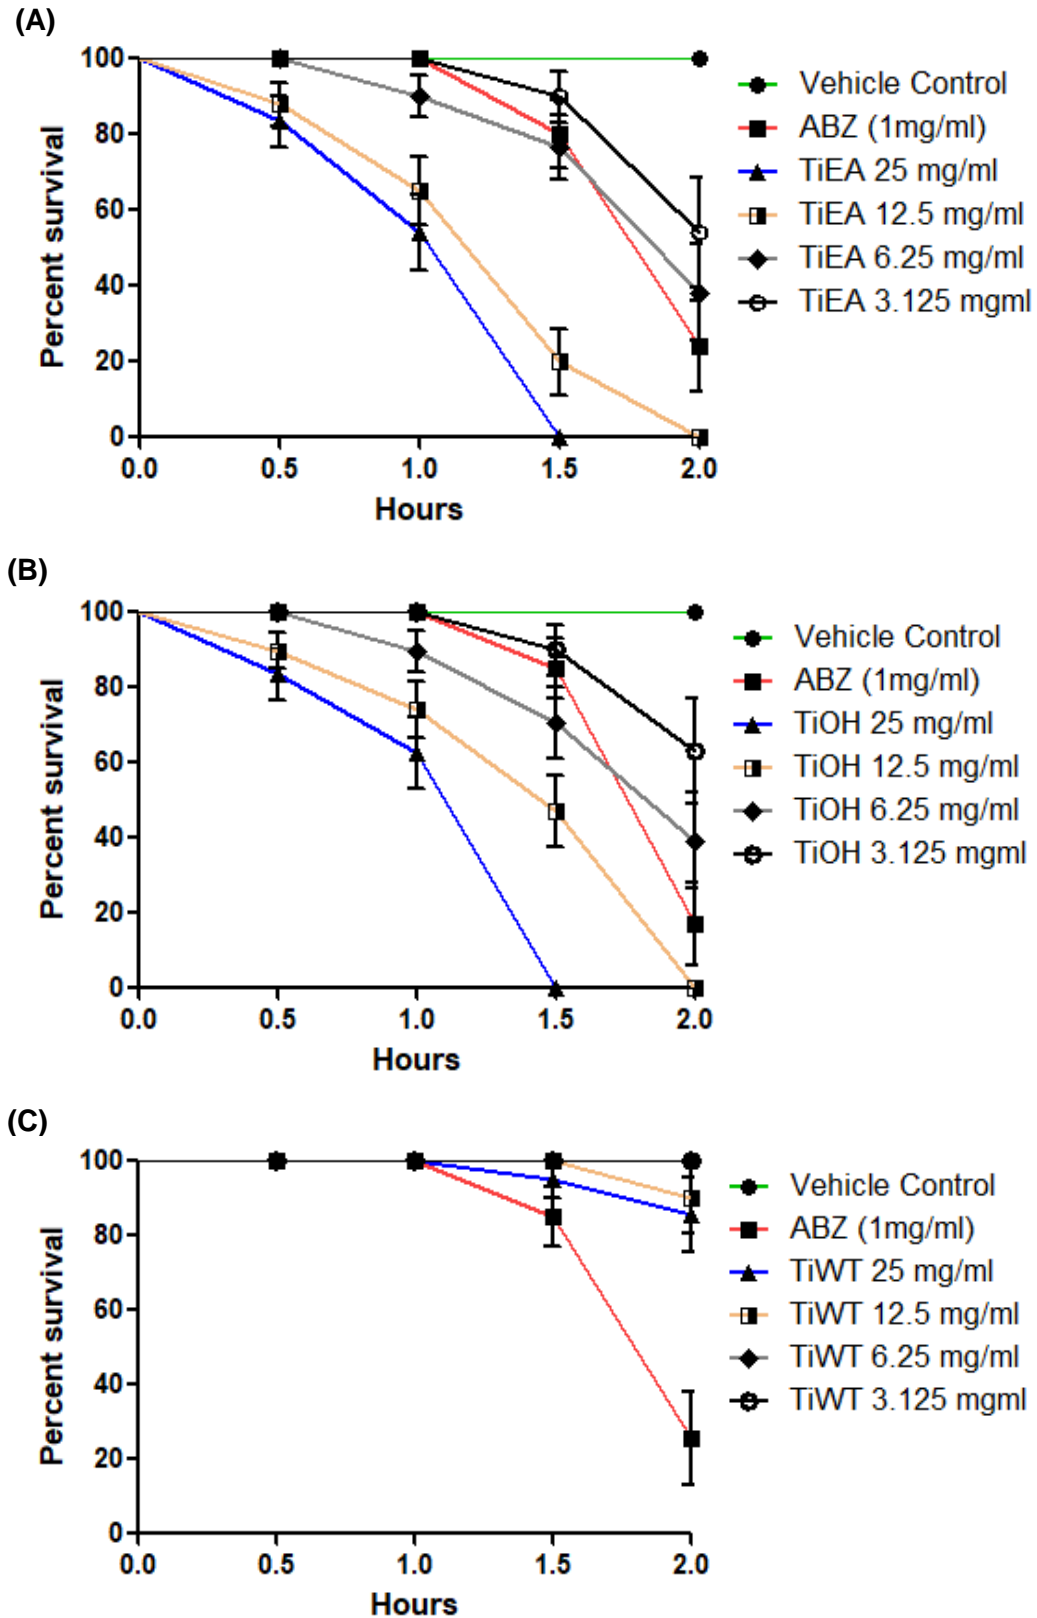 (A)
100
80
60
40
20
0
Percent survival
0.0 0.5 1.0 1.5 2.0
Hours
Vehicle Control
ABZ (1mg/ml)
TiEA 25 mg/ml
TiEA 12.5 mg/ml
TiEA 6.25 mg/ml
TiEA 3.125 mgml
(B)
100
80
60
40
20
0
Percent survival
0.0 0.5 1.0 1.5 2.0
Hours
Vehicle Control
ABZ (1mg/ml)
TiOH 25 mg/ml
TiOH 12.5 mg/ml
TiOH 6.25 mg/ml
TiOH 3.125 mgml
(C)
100
80
60
40
20
0
Percent survival
0.0 0.5 1.0 1.5 2.0
Hours
Vehicle Control
ABZ (1mg/ml)
TiWT 25 mg/ml
TiWT 12.5 mg/ml
TiWT 6.25 mg/ml
TiWT 3.125 mgml